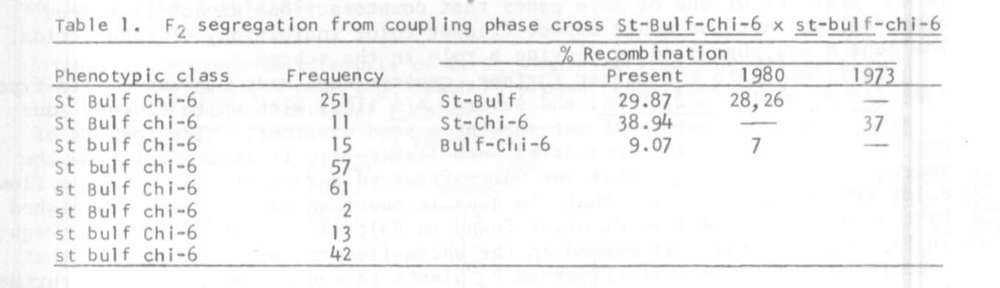 Table 1. F2 segregation from coupling phase cross St-Bulf-Chi-6 x st-bulf-chi-6
% Recombination
Phenotypic class Frequency Present 1980 1973
St Bulf Chi-6 251 St-Bulf 29.87 28,26
St Bulf chi-6 11 St-Chi-6 38.94 — 37
St bulf Chi-6 15 Bulf-Chi-6 9.07 7 —
St bulf chi-6 57
st Bulf Chi-6 61
st Bulf chi-6 2
st bulf Chi-6 13
st bulf chi-6 42